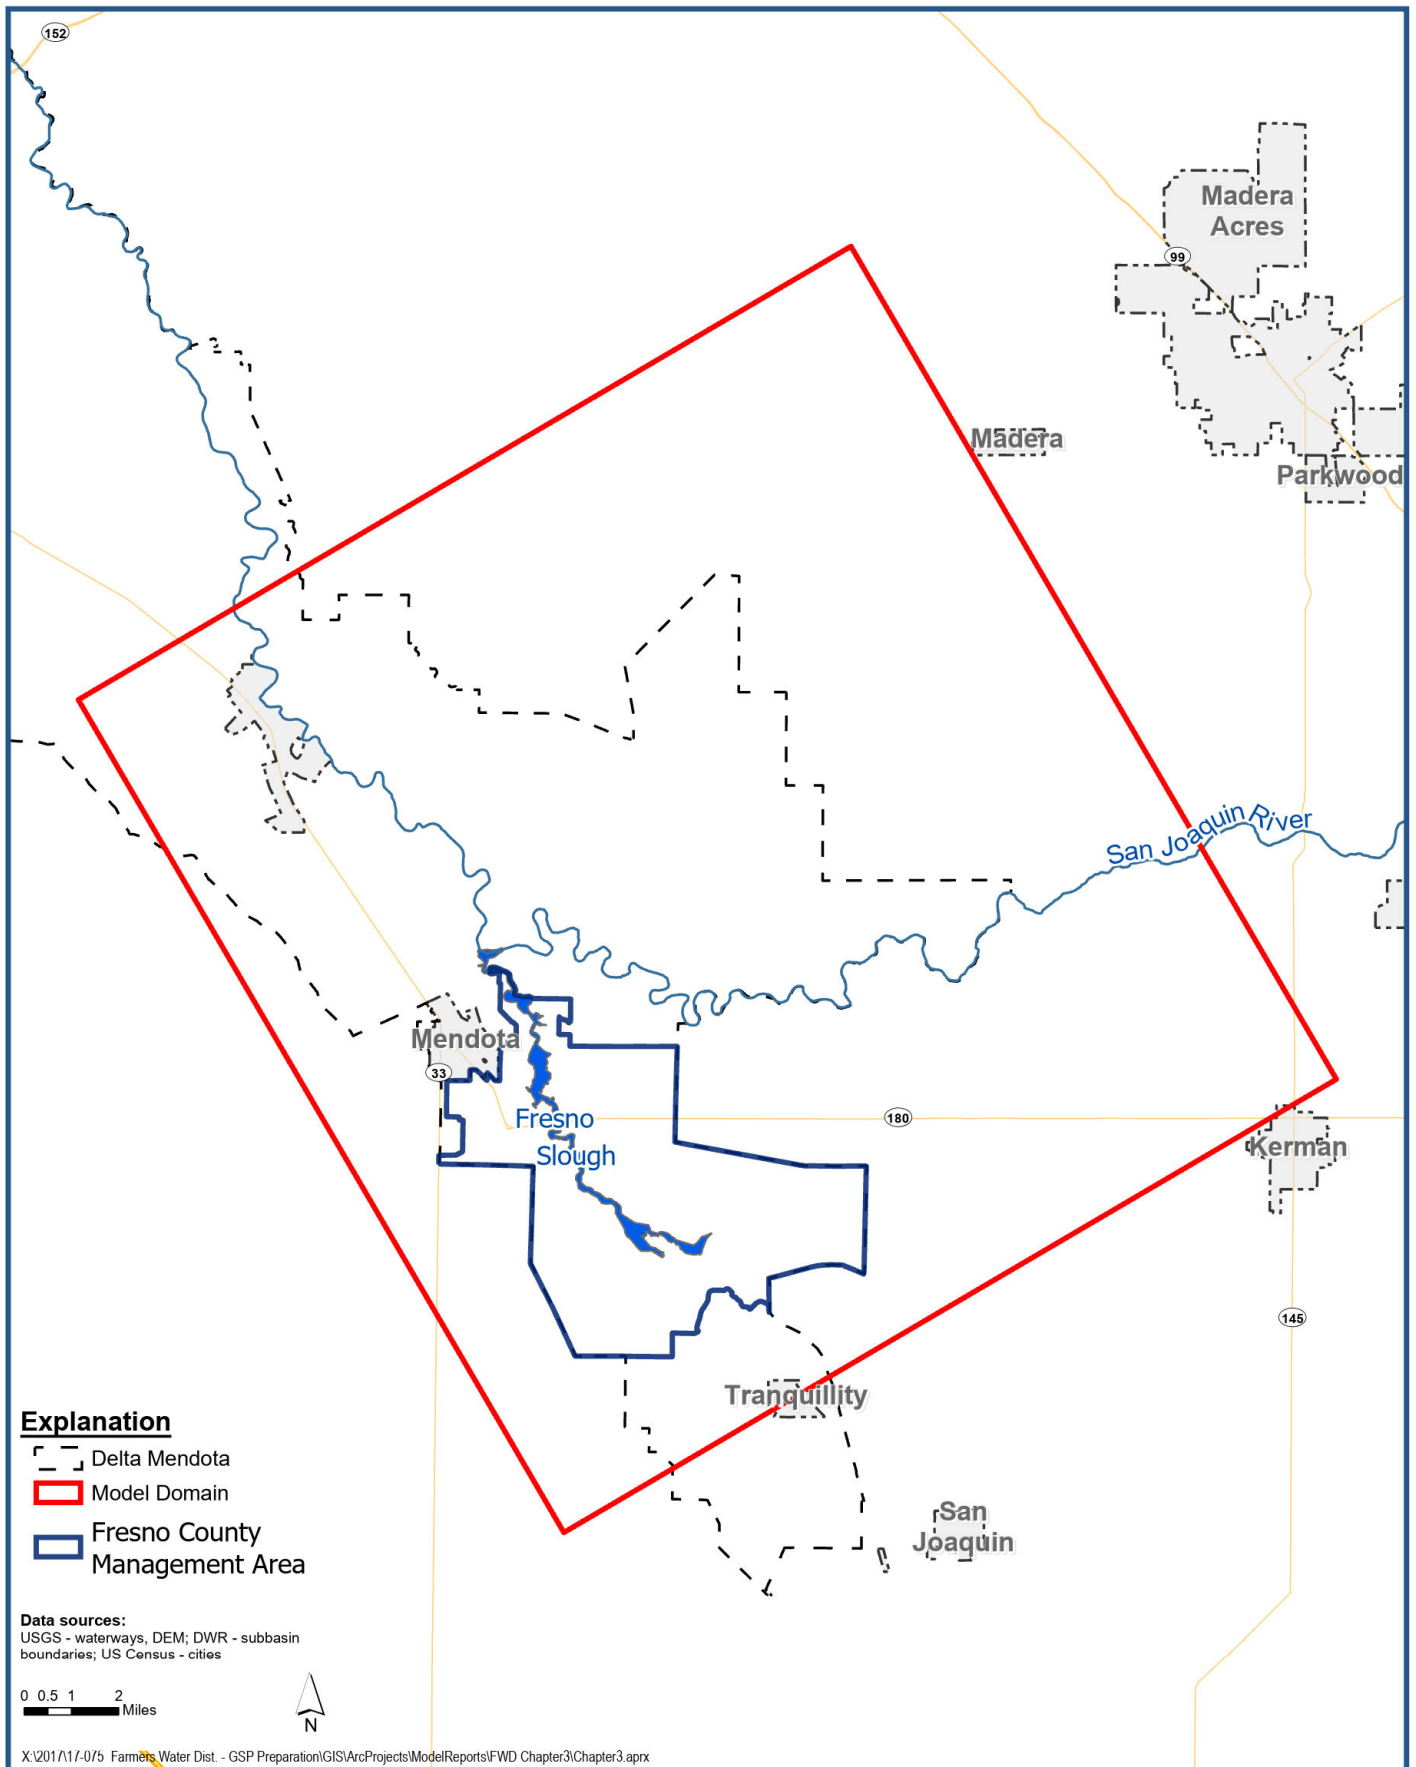 152
Madera
Acres
99
Madera
Parkwood
San Joaquin River
Mendota
33
Fresno
Slough
180
Kerman
145
Tranquillity
San
Joaquin
Explanation
Delta Mendota
Model Domain
Fresno County
Management Area
Data sources:
USGS - waterways, DEM; DWR - subbasin
boundaries; US Census - cities
0 0.5 1 2
Miles
N
X:\2017\17-075 Farmers Water Dist. - GSP Preparation\GIS\ArcProjects\ModelReports\FWD Chapter3\Chapter3.aprx